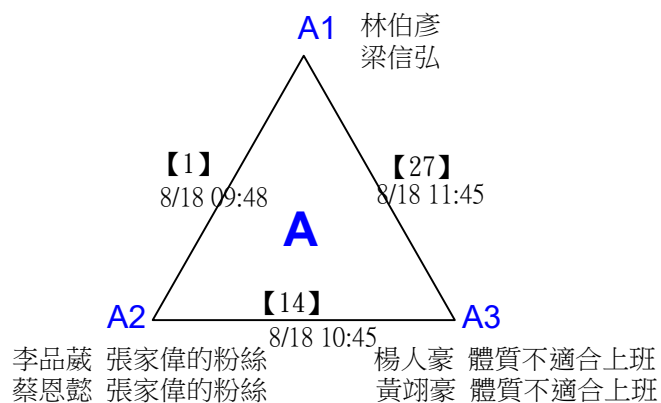 A1 林伯彥
梁信弘
【1】
8/18 09:48
【27】
8/18 11:45
A
【14】
8/18 10:45
A2
A3
李品葳 張家偉的粉絲
蔡恩懿 張家偉的粉絲
楊人豪 體質不適合上班
黃翊豪 體質不適合上班